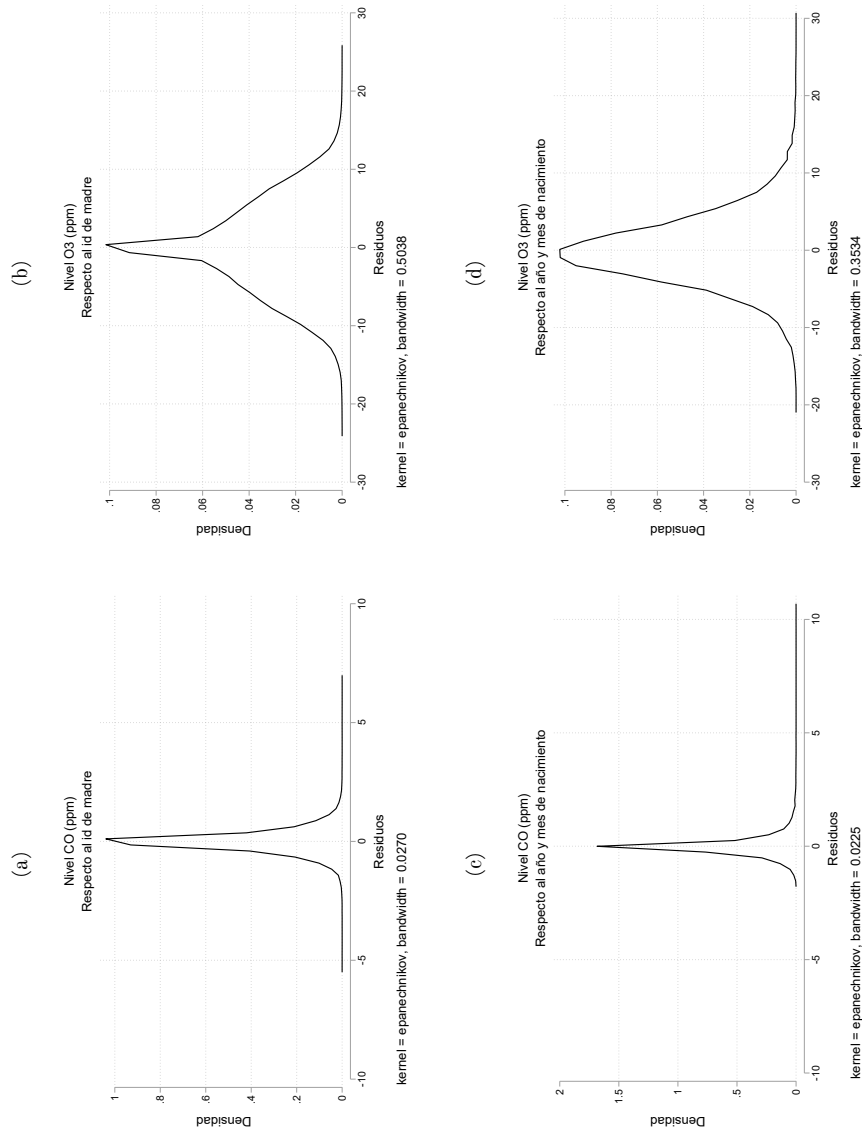 (a)
Nivel CO (ppm)
Respecto al id de madre
1
.8
.6
.4
.2
0
Densidad
-10
-5
0
5
10
Residuos
kernel = epanechnikov, bandwidth = 0.0270
(b)
Nivel O3 (ppm)
Respecto al id de madre
.1
.08
.06
.04
.02
0
Densidad
-30
-20
-10
0
10
20
30
Residuos
kernel = epanechnikov, bandwidth = 0.5038
(c)
Nivel CO (ppm)
Respecto al año y mes de nacimiento
2
1.5
1
.5
0
Densidad
-10
-5
0
5
10
Residuos
kernel = epanechnikov, bandwidth = 0.0225
(d)
Nivel O3 (ppm)
Respecto al año y mes de nacimiento
.1
.08
.06
.04
.02
0
Densidad
-30
-20
-10
0
10
20
30
Residuos
kernel = epanechnikov, bandwidth = 0.3534